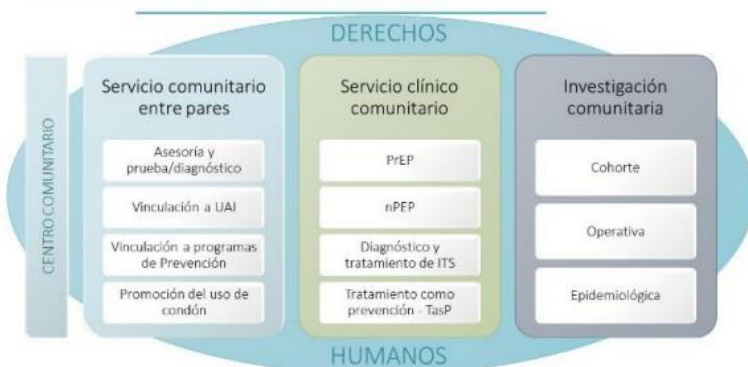 DERECHOS
CENTRO COMUNITARIO
Servicio comunitario
entre pares
Asesoría y
prueba/diagnóstico
Vinculación a UAI
Vinculación a programas
de Prevención
Promoción del uso de
condón
Servicio clínico
comunitario
PrEP
nPEP
Diagnóstico y
tratamiento de ITS
Tratamiento como
prevención - TasP
Investigación
comunitaria
Cohorte
Operativa
Epidemiológica
HUMANOS